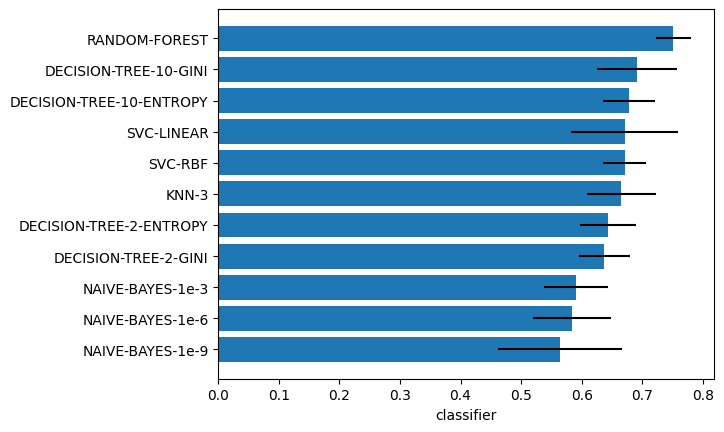 RANDOM-FOREST
DECISION-TREE-10-GINI
DECISION-TREE-10-ENTROPY
SVC-LINEAR
SVC-RBF
KNN-3
DECISION-TREE-2-ENTROPY
DECISION-TREE-2-GINI
NAIVE-BAYES-1e-3
NAIVE-BAYES-1e-6
NAIVE-BAYES-1e-9
0.0 0.1 0.2 0.3 0.4 0.5 0.6 0.7 0.8
classifier